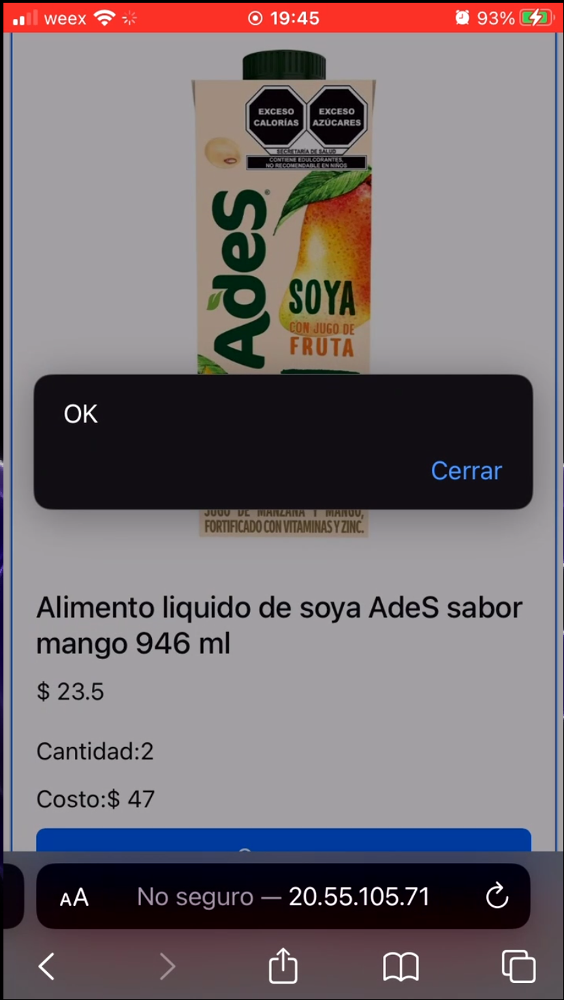 weex 19:45 93%
EXCESO CALORÍAS
EXCESO AZÚCARES
SECRETARÍA DE SALUD
CONTIENE EDULCORANTES,
NO RECOMENDABLE EN NIÑOS
AdeS®
SOYA
CON JUGO DE
FRUTA
OK
Cerrar
JUGO DE MANZANA Y MANGO,
FORTIFICADO CON VITAMINAS Y ZINC.
Alimento liquido de soya AdeS sabor
mango 946 ml
$ 23.5
Cantidad:2
Costo:$ 47
AA No seguro — 20.55.105.71